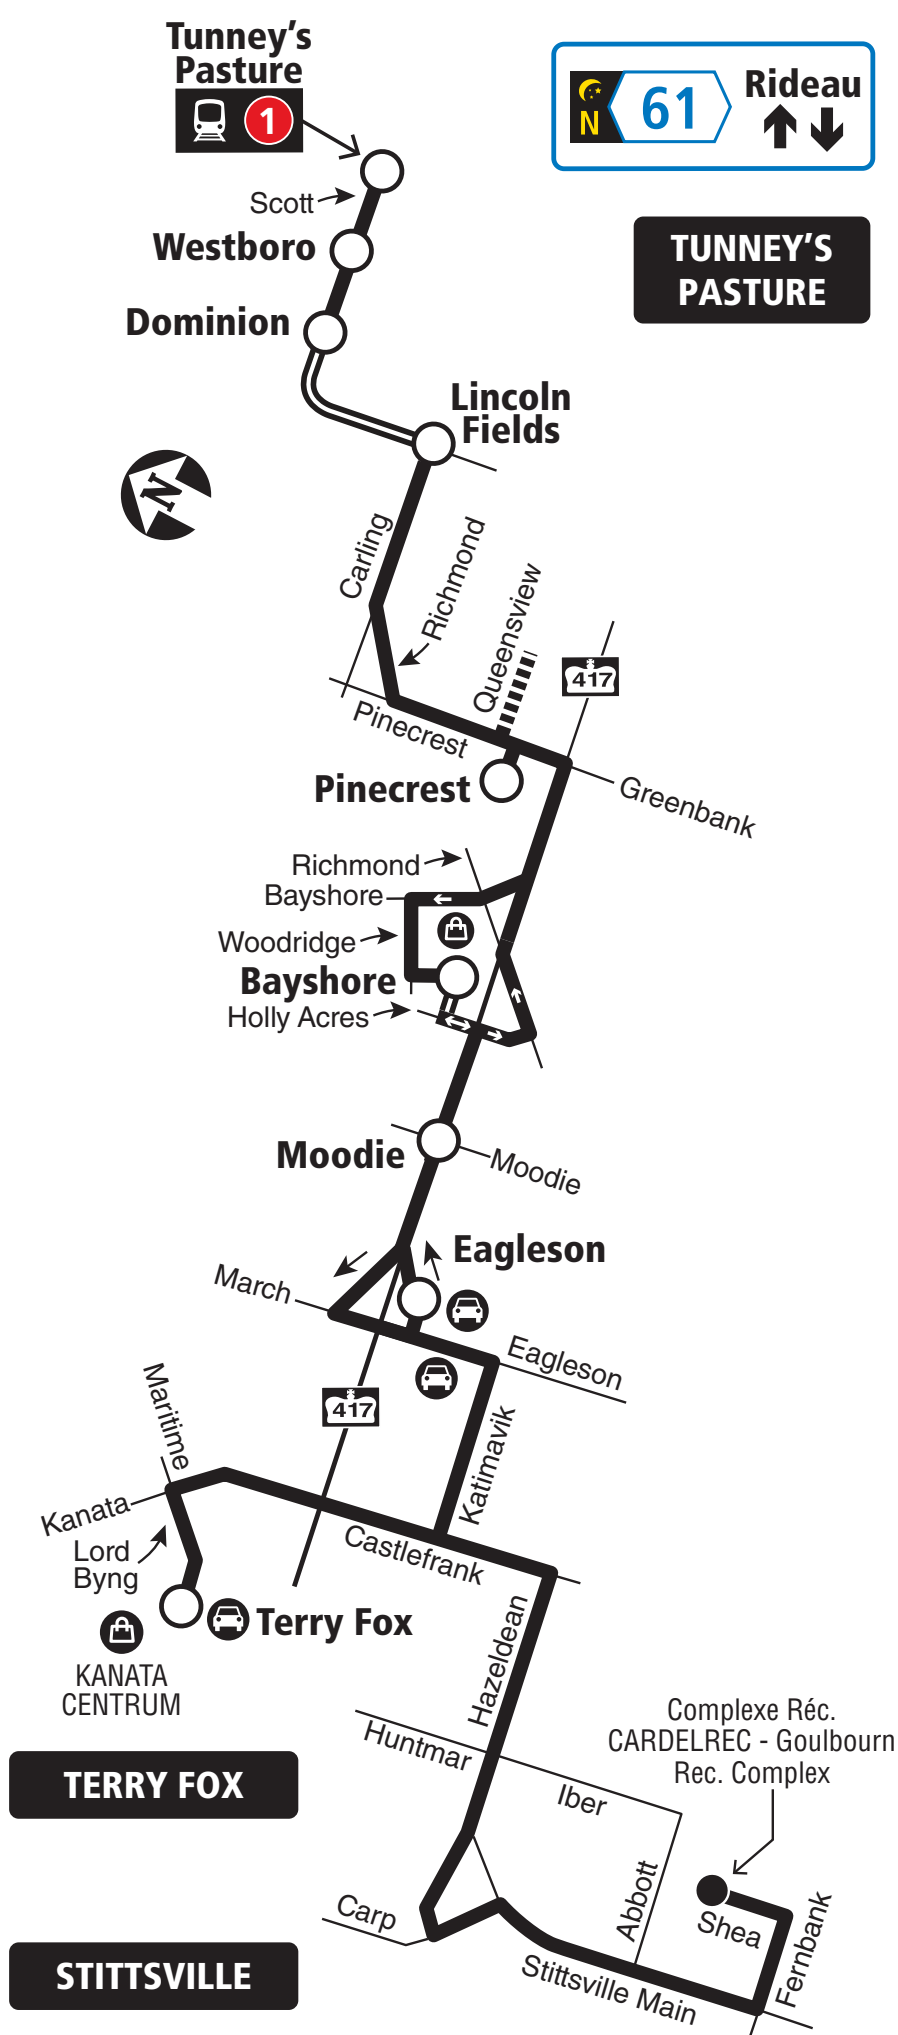 Tunney's
Pasture
1
N
61
Rideau
Scott
Westboro
TUNNEY'S
PASTURE
Dominion
Lincoln
Fields
N
Carling
Richmond
Queensview
417
Pinecrest
Pinecrest
Greenbank
Richmond
Bayshore
Woodridge
Bayshore
Holly Acres
Moodie
Moodie
Eagleson
March
Eagleson
Maritime
417
Katimavik
Kanata
Castlefrank
Lord
Byng
Terry Fox
KANATA
CENTRUM
Hazeldean
Complexe Réc.
CARDELREC - Goulbourn
Rec. Complex
Huntmar
TERRY FOX
Iber
Abbott
Carp
Shea
Fernbank
STITTSVILLE
Stittsville Main